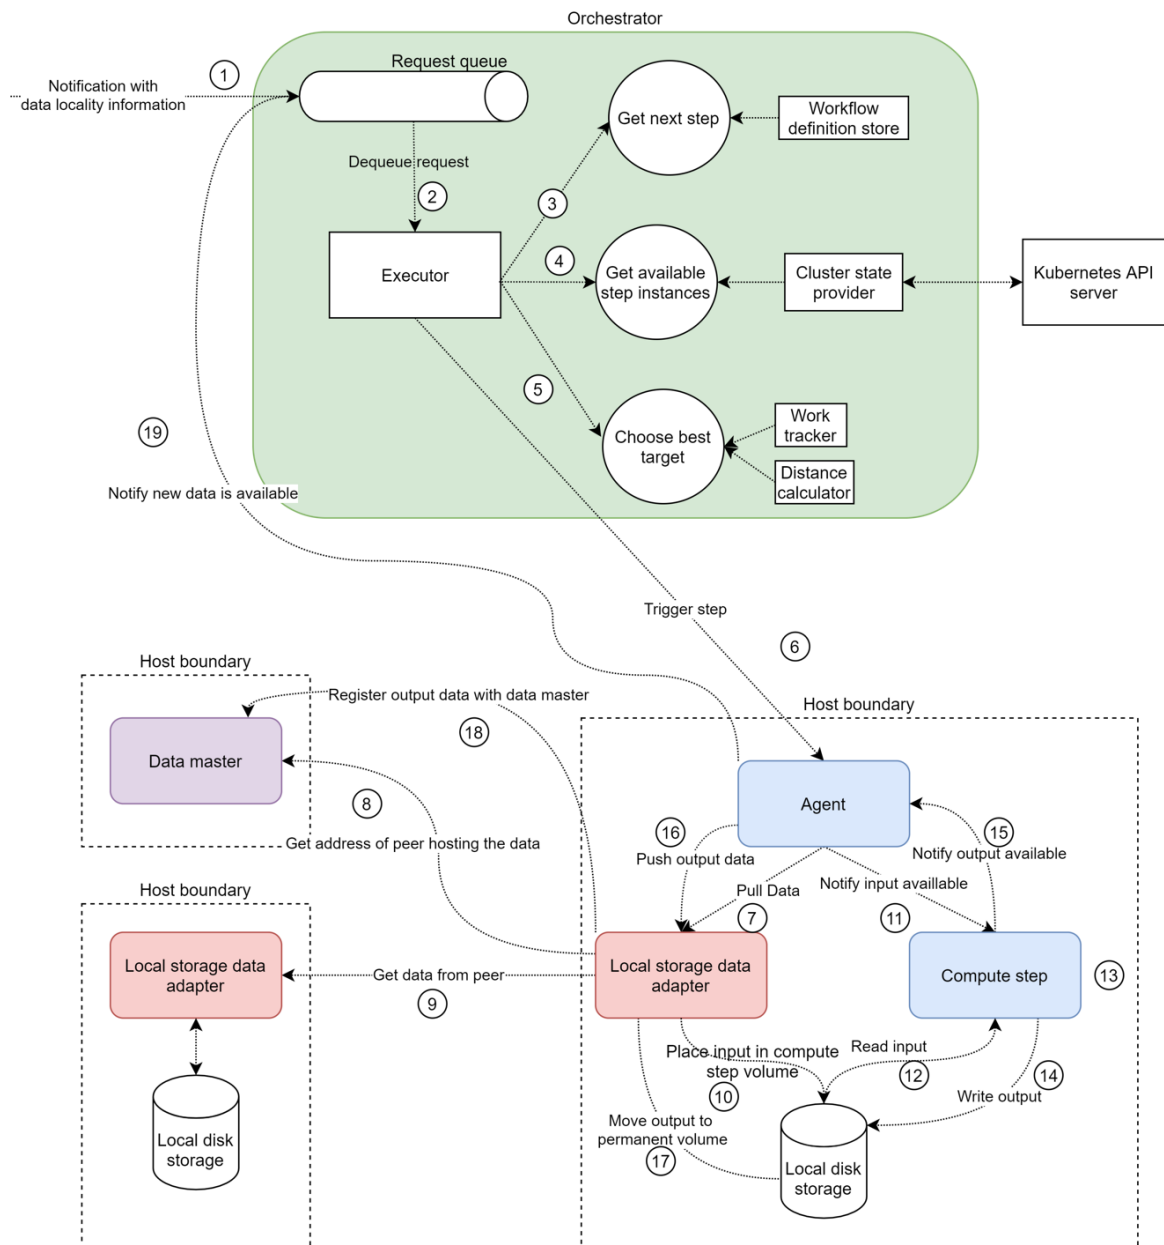 Orchestrator
Request queue
1
Notification with
data locality information
Get next step
Workflow
definition store
Dequeue request
2
3
Executor
4
Get available
step instances
Cluster state
provider
Kubernetes API
server
5
Choose best
target
Work
tracker
Distance
calculator
19
Notify new data is available
Trigger step
6
Host boundary
Register output data with data master
18
Data master
8
Get address of peer hosting the data
Host boundary
Agent
16
Push output data
15
Notify output available
Pull Data
7
Notify input availlable
11
Host boundary
Local storage data
adapter
Get data from peer
9
Local storage data
adapter
Compute step
13
Place input in compute
step volume
10
Read input
12
14
Write output
Move output to
permanent volume
17
Local disk
storage
Local disk
storage